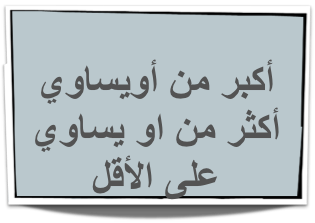 أكبر من أويساوي
أكثر من او يساوي
على الأقل